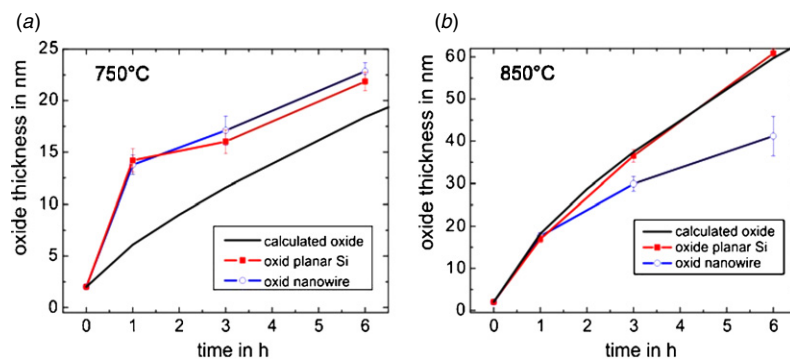 (a)
750°C
oxide thickness in nm
25
20
15
10
5
0
calculated oxide
oxid planar Si
oxid nanowire
0 1 2 3 4 5 6
time in h
(b)
850°C
oxide thickness in nm
60
50
40
30
20
10
0
calculated oxide
oxide planar Si
oxid nanowire
0 1 2 3 4 5 6
time in h